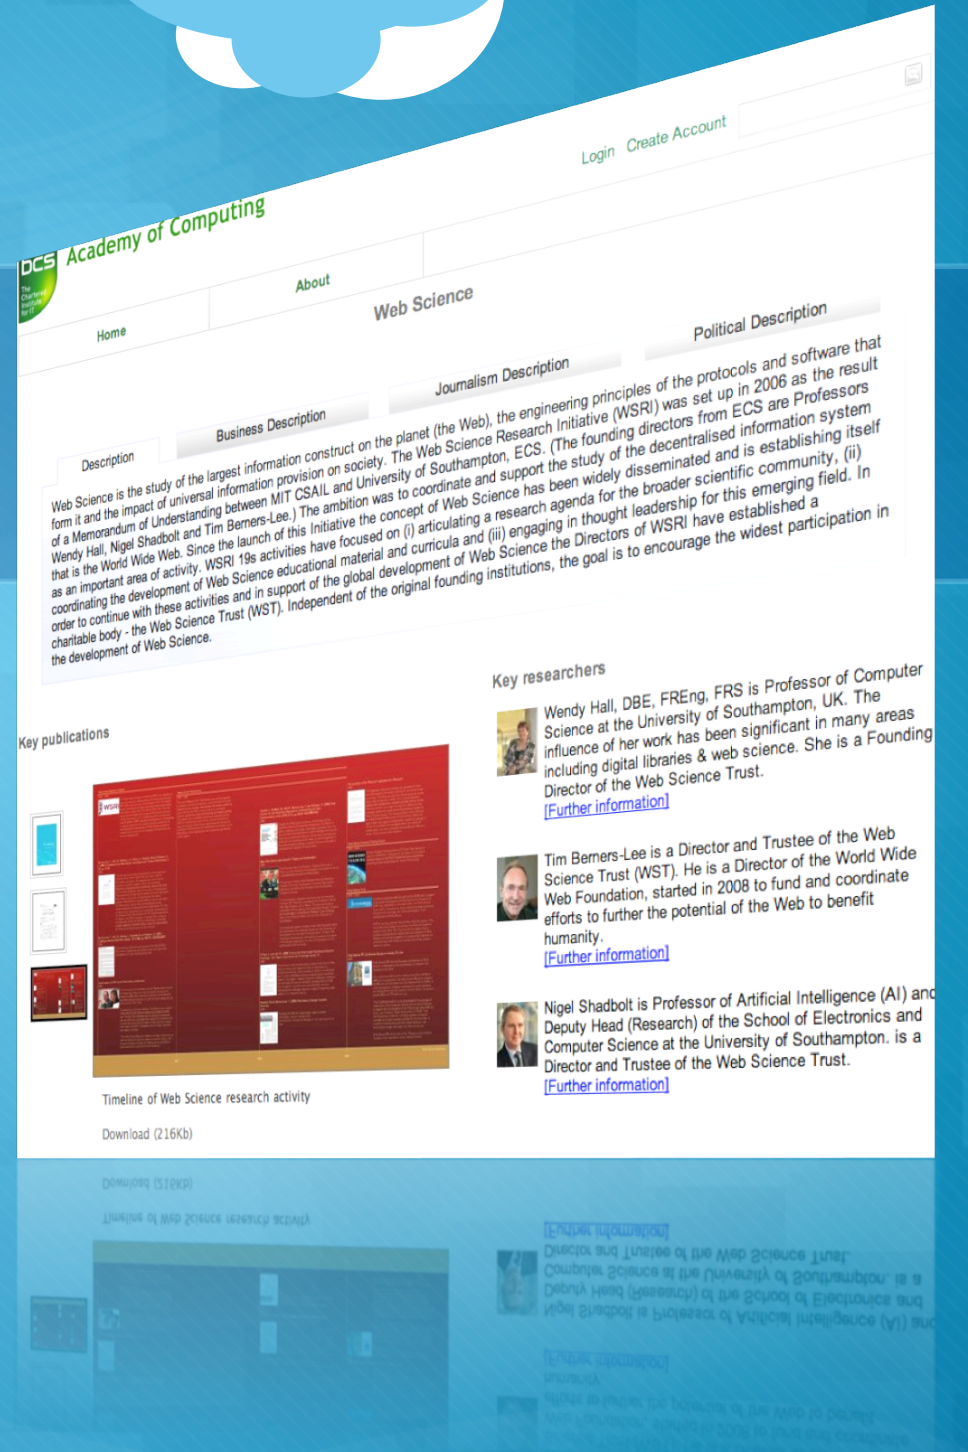 Login Create Account
Academy of Computing
bcs
The
Chartered
Institute
for IT
Home
About
Web Science
Description
Business Description
Journalism Description
Political Description
Web Science is the study of the largest information construct on the planet (the Web), the engineering principles of the protocols and software that
form it and the impact of universal information provision on society. The Web Science Research Initiative (WSRI) was set up in 2006 as the result
of a Memorandum of Understanding between MIT CSAIL and University of Southampton, ECS. (The founding directors from ECS are Professors
Wendy Hall, Nigel Shadbolt and Tim Berners-Lee.) The ambition was to coordinate and support the study of the decentralised information system
that is the World Wide Web. Since the launch of this Initiative the concept of Web Science has been widely disseminated and is establishing itself
as an important area of activity. WSRI 19s activities have focused on (i) articulating a research agenda for the broader scientific community, (ii)
coordinating the development of Web Science educational material and curricula and (iii) engaging in thought leadership for this emerging field. In
order to continue with these activities and in support of the global development of Web Science the Directors of WSRI have established a
charitable body - the Web Science Trust (WST). Independent of the original founding institutions, the goal is to encourage the widest participation in
the development of Web Science.
Key publications
WSRI
Timeline of Web Science research activity
Download (216Kb)
Key researchers
Wendy Hall, DBE, FREng, FRS is Professor of Computer
Science at the University of Southampton, UK. The
influence of her work has been significant in many areas
including digital libraries & web science. She is a Founding
Director of the Web Science Trust.
[Further information]
Tim Berners-Lee is a Director and Trustee of the Web
Science Trust (WST). He is a Director of the World Wide
Web Foundation, started in 2008 to fund and coordinate
efforts to further the potential of the Web to benefit
humanity.
[Further information]
Nigel Shadbolt is Professor of Artificial Intelligence (AI) and
Deputy Head (Research) of the School of Electronics and
Computer Science at the University of Southampton. is a
Director and Trustee of the Web Science Trust.
[Further information]